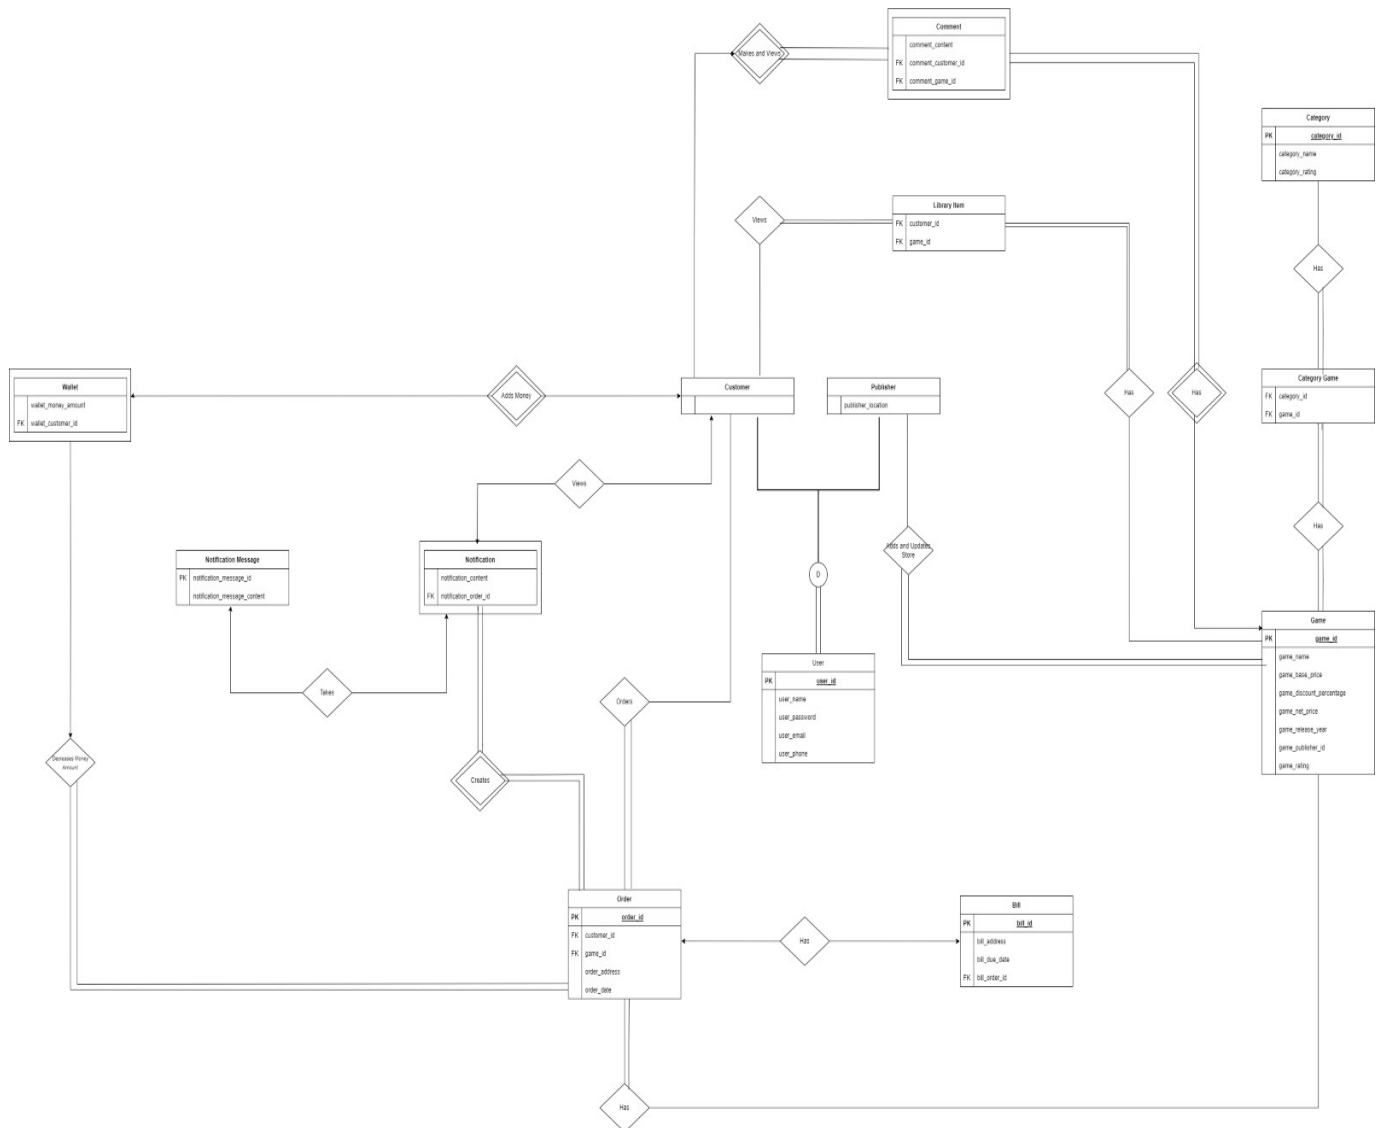 Comment
comment_content
FK comment_customer_id
FK comment_game_id
Makes and Views
Category
PK category_id
category_name
category_rating
Library Item
FK customer_id
FK game_id
Views
Has
Wallet
wallet_money_amount
FK wallet_customer_id
Adds Money
Customer
Publisher
publisher_location
Has
Has
Category Game
FK category_id
FK game_id
Views
Notification Message
PK notification_message_id
notification_message_content
Notification
notification_content
FK notification_order_id
Adds and Updates
Store
Has
D
Game
PK game_id
game_name
game_base_price
game_discount_percentage
game_net_price
game_release_year
game_publisher_id
game_rating
User
PK user_id
user_name
user_password
user_email
user_phone
Takes
Orders
Decreases Money
Amount
Creates
Order
PK order_id
FK customer_id
FK game_id
order_address
order_date
Has
Bill
PK bill_id
bill_address
bill_due_date
FK bill_order_id
Has